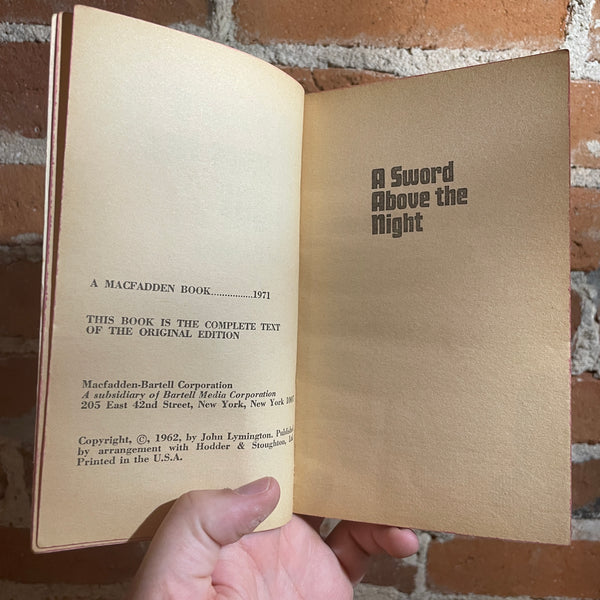 A MACFADDEN BOOK................1971
THIS BOOK IS THE COMPLETE TEXT
OF THE ORIGINAL EDITION
Macfadden-Bartell Corporation
A subsidiary of Bartell Media Corporation
205 East 42nd Street, New York, New York
Copyright, ©, 1962, by John Lymington.
by arrangement with Hodder & Stoughton,
Printed in the U.S.A.
A Sword
Above the
Night